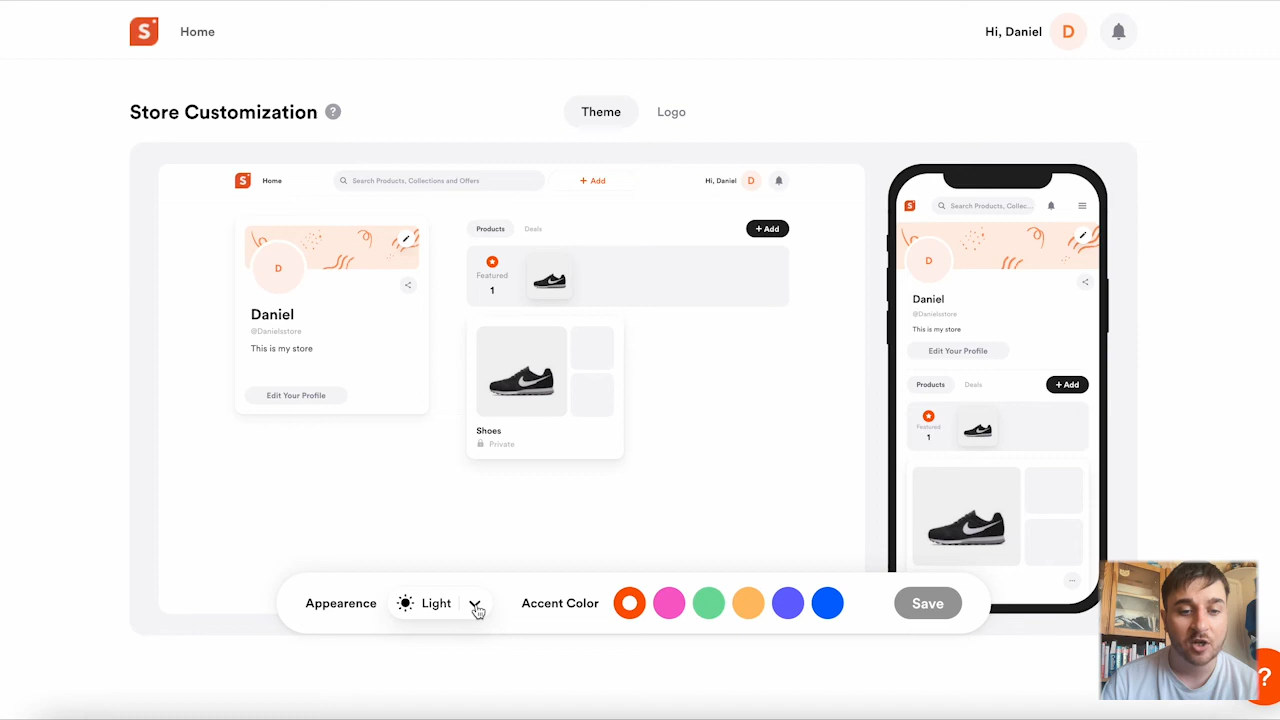 S
Home
Hi, Daniel
D
Store Customization ?
Theme
Logo
S
Home
Search Products, Collections and Offers
+ Add
Hi, Daniel
D
D
Daniel
@Danielsstore
This is my store
Edit Your Profile
Products
Deals
+ Add
Featured
1
Shoes
Private
S
Search Products, Collec...
D
Daniel
@Danielsstore
This is my store
Edit Your Profile
Products
Deals
+ Add
Featured
1
...
Appearence
Light
Accent Color
Save
?